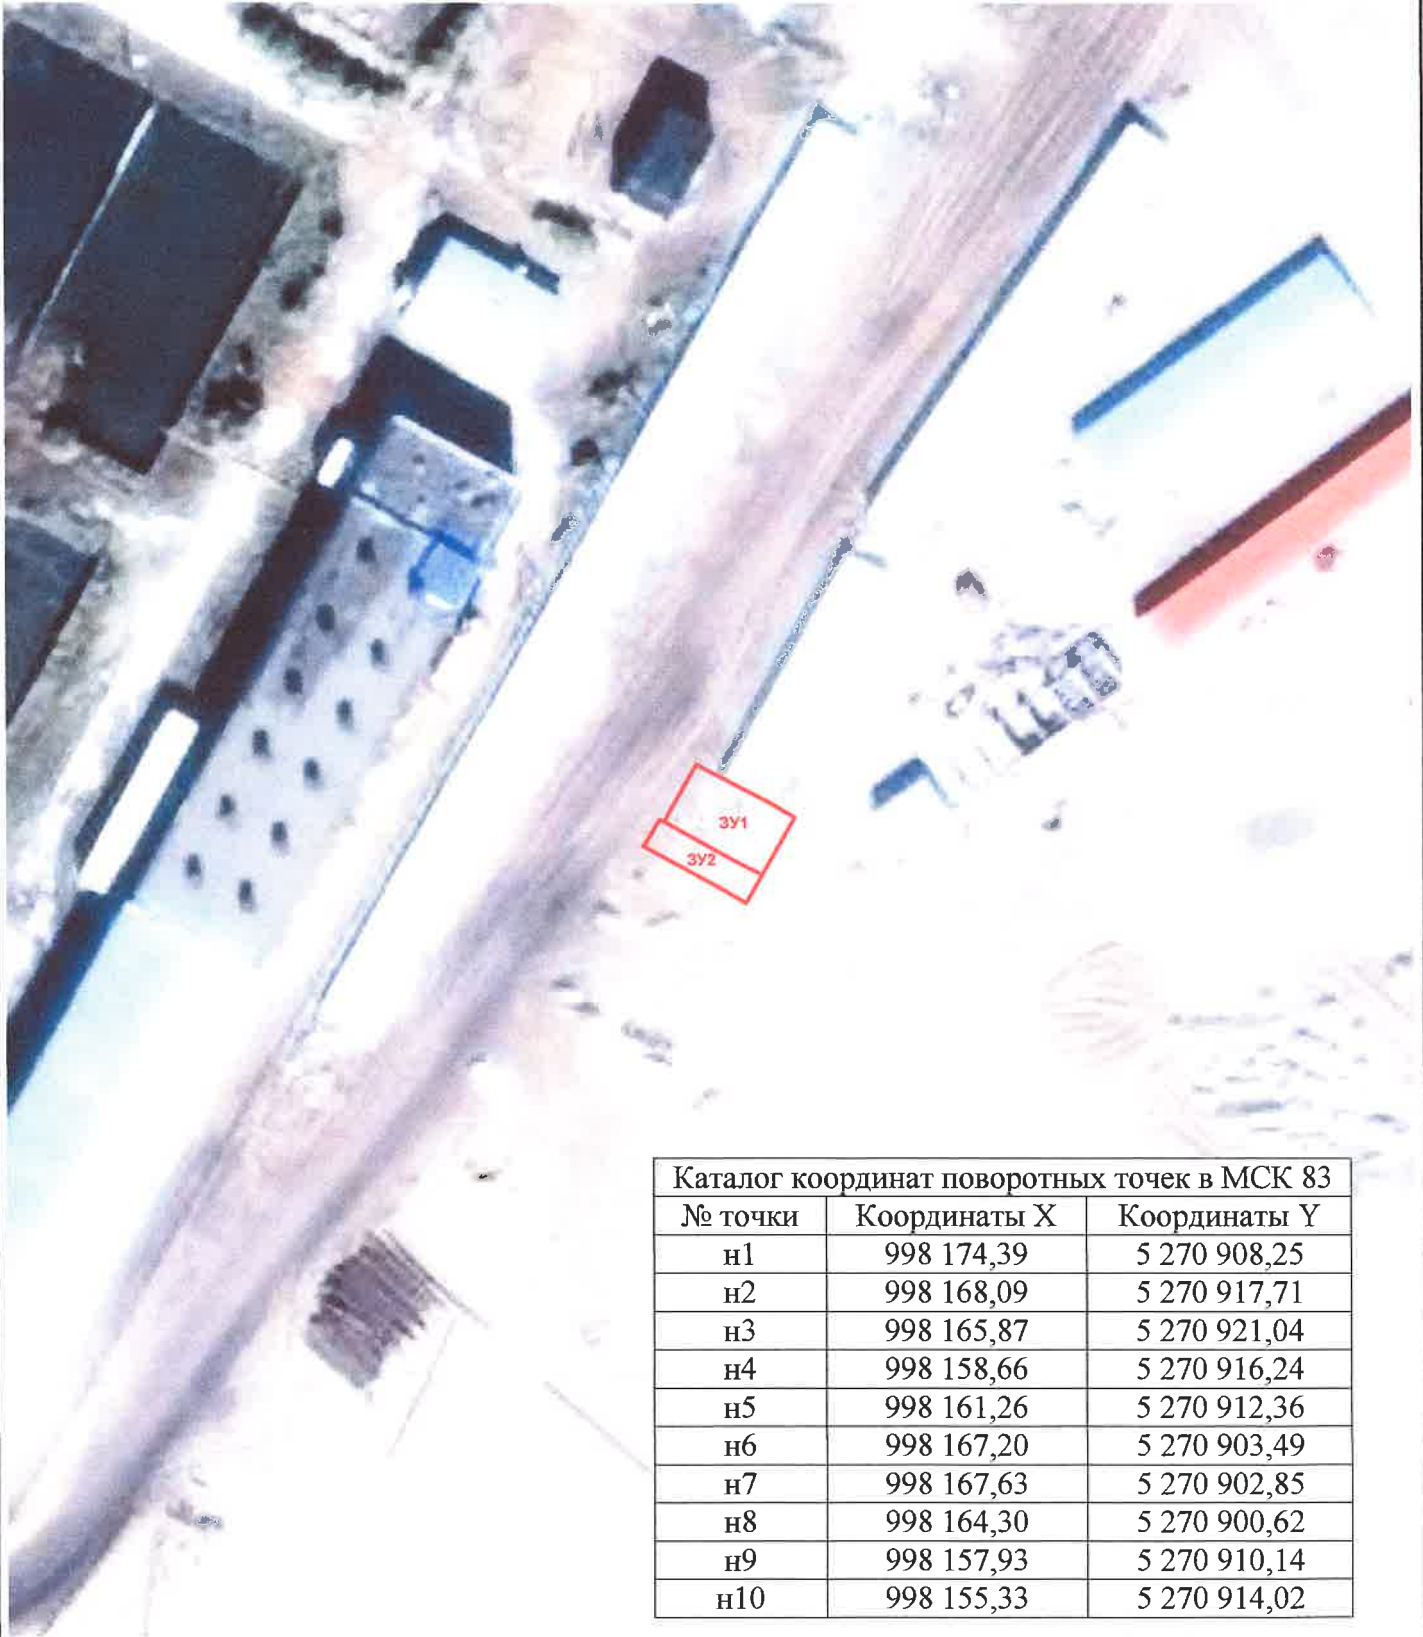 ЗУ1
ЗУ2
Каталог координат поворотных точек в МСК 83
№ точки Координаты X Координаты Y
н1 998 174,39 5 270 908,25
н2 998 168,09 5 270 917,71
н3 998 165,87 5 270 921,04
н4 998 158,66 5 270 916,24
н5 998 161,26 5 270 912,36
н6 998 167,20 5 270 903,49
н7 998 167,63 5 270 902,85
н8 998 164,30 5 270 900,62
н9 998 157,93 5 270 910,14
н10 998 155,33 5 270 914,02